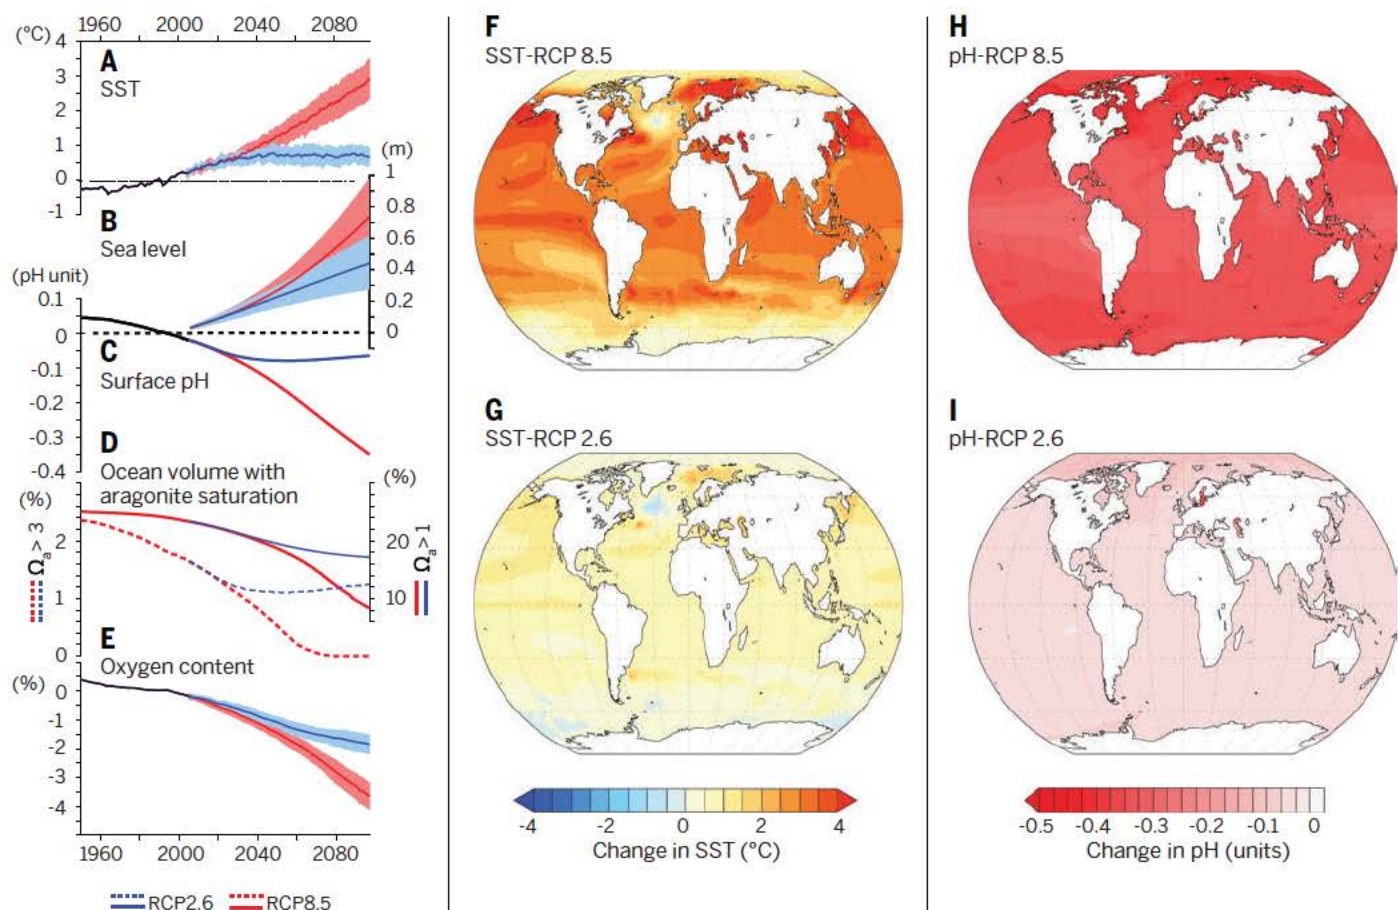 1960 2000 2040 2080
(°C)
4
3
2
1
0
-1
A
SST
(m)
1
0.8
0.6
0.4
0.2
0
B
Sea level
(pH unit)
0.1
0
-0.1
-0.2
-0.3
-0.4
C
Surface pH
D
Ocean volume with
aragonite saturation
(%)
2
1
0
Ωa > 3
(%)
20
10
Ωa > 1
E
Oxygen content
(%)
0
-1
-2
-3
-4
1960 2000 2040 2080
RCP2.6 RCP8.5
F
SST-RCP 8.5
G
SST-RCP 2.6
-4 -2 0 2 4
Change in SST (°C)
H
pH-RCP 8.5
I
pH-RCP 2.6
-0.5 -0.4 -0.3 -0.2 -0.1 0
Change in pH (units)